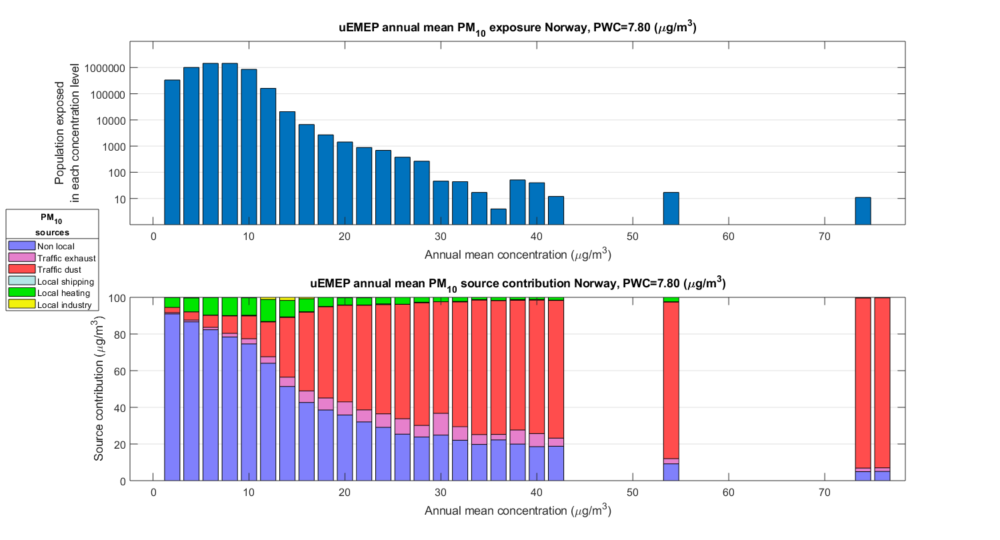 uEMEP annual mean PM10 exposure Norway, PWC=7.80 (μg/m3)
Population exposed
in each concentration level
1000000
100000
10000
1000
100
10
0 10 20 30 40 50 60 70
Annual mean concentration (μg/m3)
PM10
sources
Non local
Traffic exhaust
Traffic dust
Local shipping
Local heating
Local industry
uEMEP annual mean PM10 source contribution Norway, PWC=7.80 (μg/m3)
Source contribution (μg/m3)
100
80
60
40
20
0
0 10 20 30 40 50 60 70
Annual mean concentration (μg/m3)